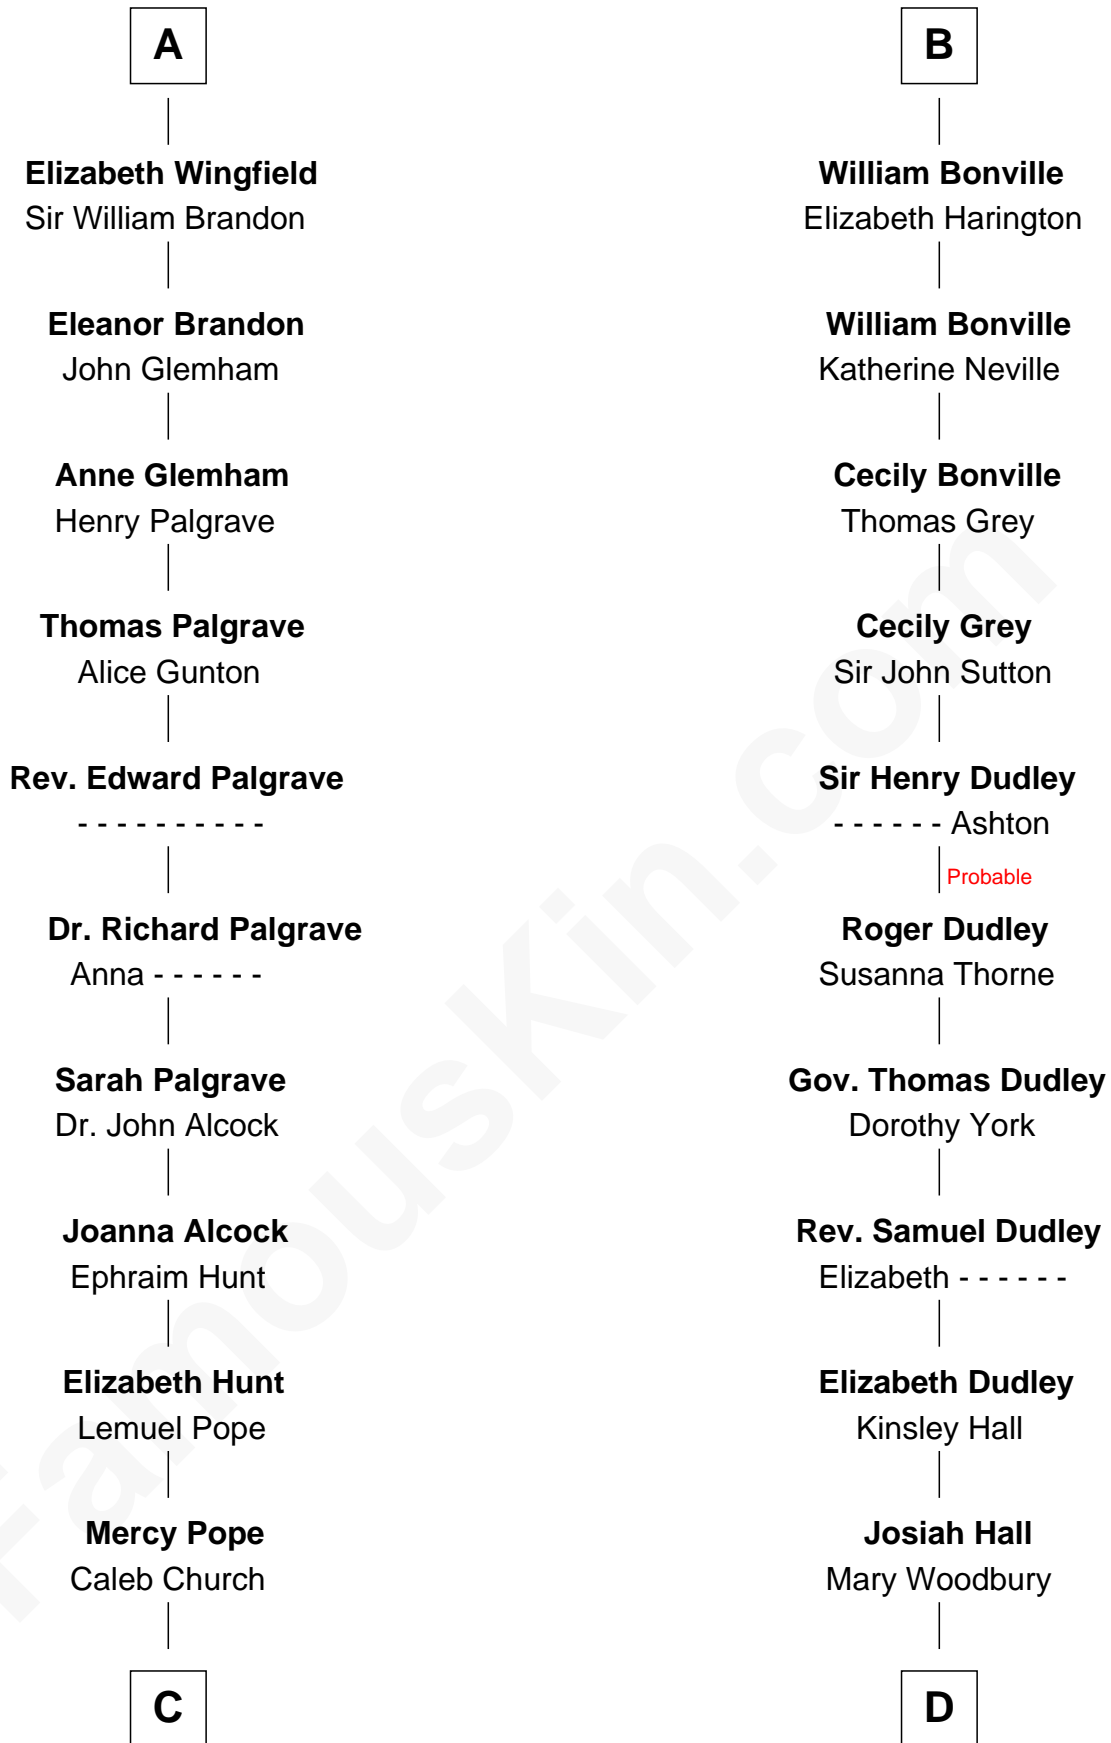 A
Elizabeth Wingfield
Sir William Brandon
Eleanor Brandon
John Glemham
Anne Glemham
Henry Palgrave
Thomas Palgrave
Alice Gunton
Rev. Edward Palgrave
- - - - - - - - - -
Dr. Richard Palgrave
Anna - - - - - -
Sarah Palgrave
Dr. John Alcock
Joanna Alcock
Ephraim Hunt
Elizabeth Hunt
Lemuel Pope
Mercy Pope
Caleb Church
C
B
William Bonville
Elizabeth Harington
William Bonville
Katherine Neville
Cecily Bonville
Thomas Grey
Cecily Grey
Sir John Sutton
Sir Henry Dudley
- - - - - - Ashton
Probable
Roger Dudley
Susanna Thorne
Gov. Thomas Dudley
Dorothy York
Rev. Samuel Dudley
Elizabeth - - - - - -
Elizabeth Dudley
Kinsley Hall
Josiah Hall
Mary Woodbury
D
FamousKin.com